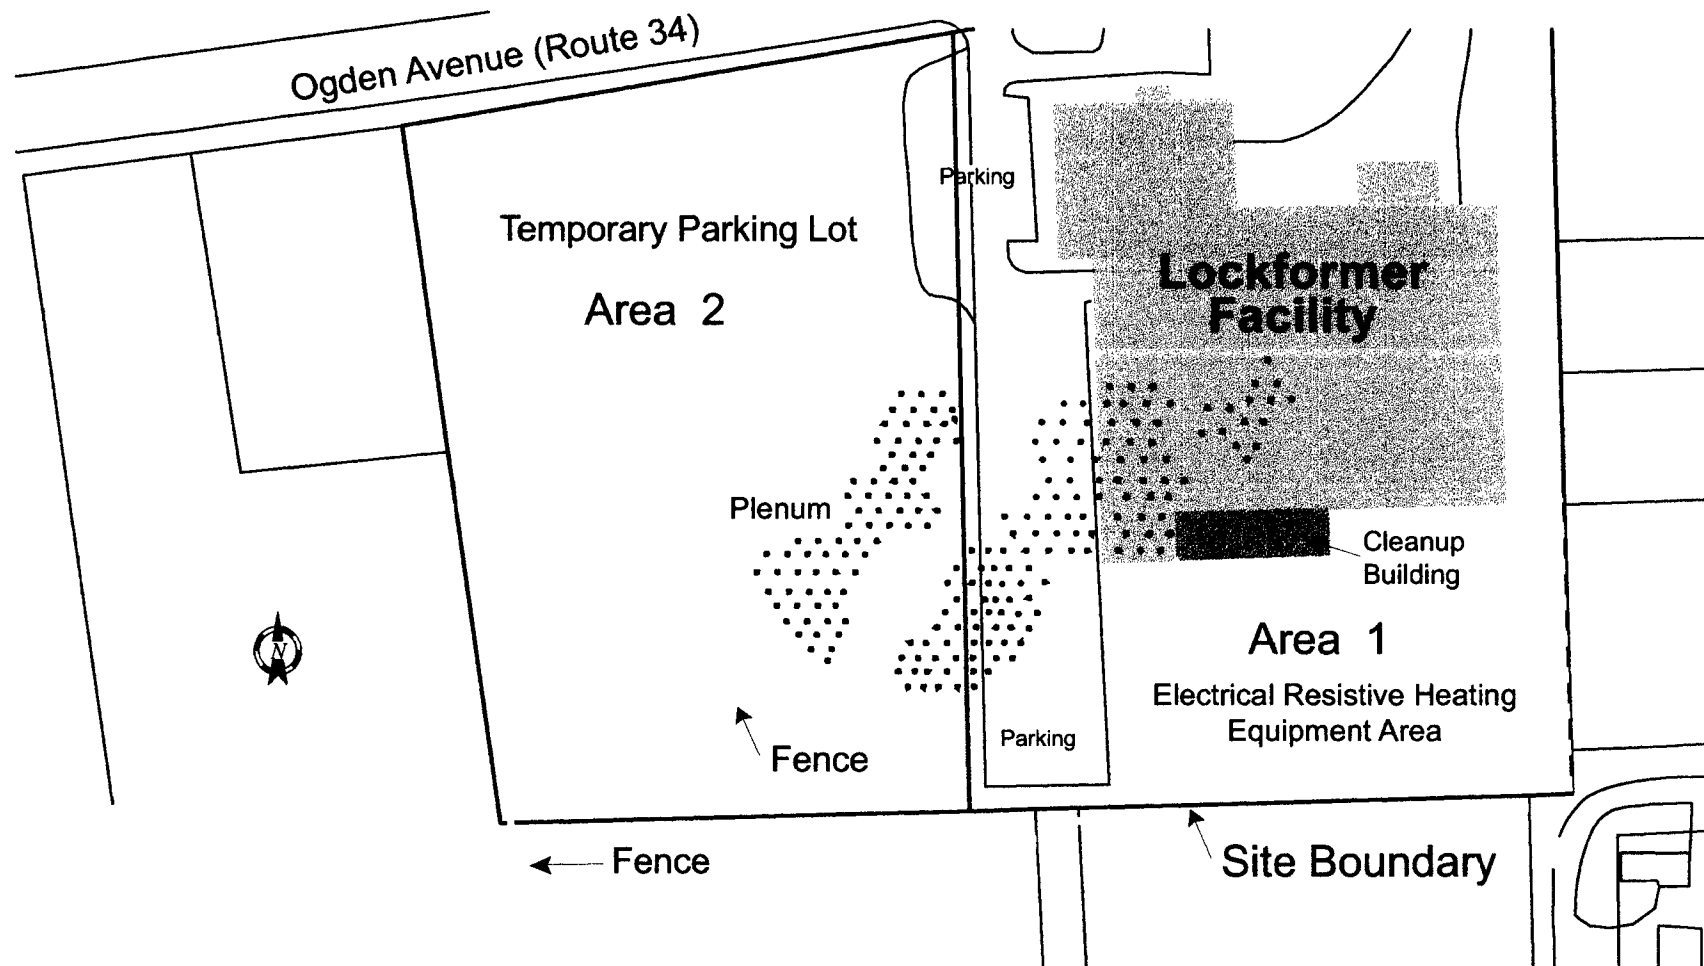 Ogden Avenue (Route 34)
Parking
Temporary Parking Lot
Area 2
Lockformer
Facility
Plenum
Cleanup
Building
N
Area 1
Electrical Resistive Heating
Equipment Area
Parking
Fence
Fence
Site Boundary